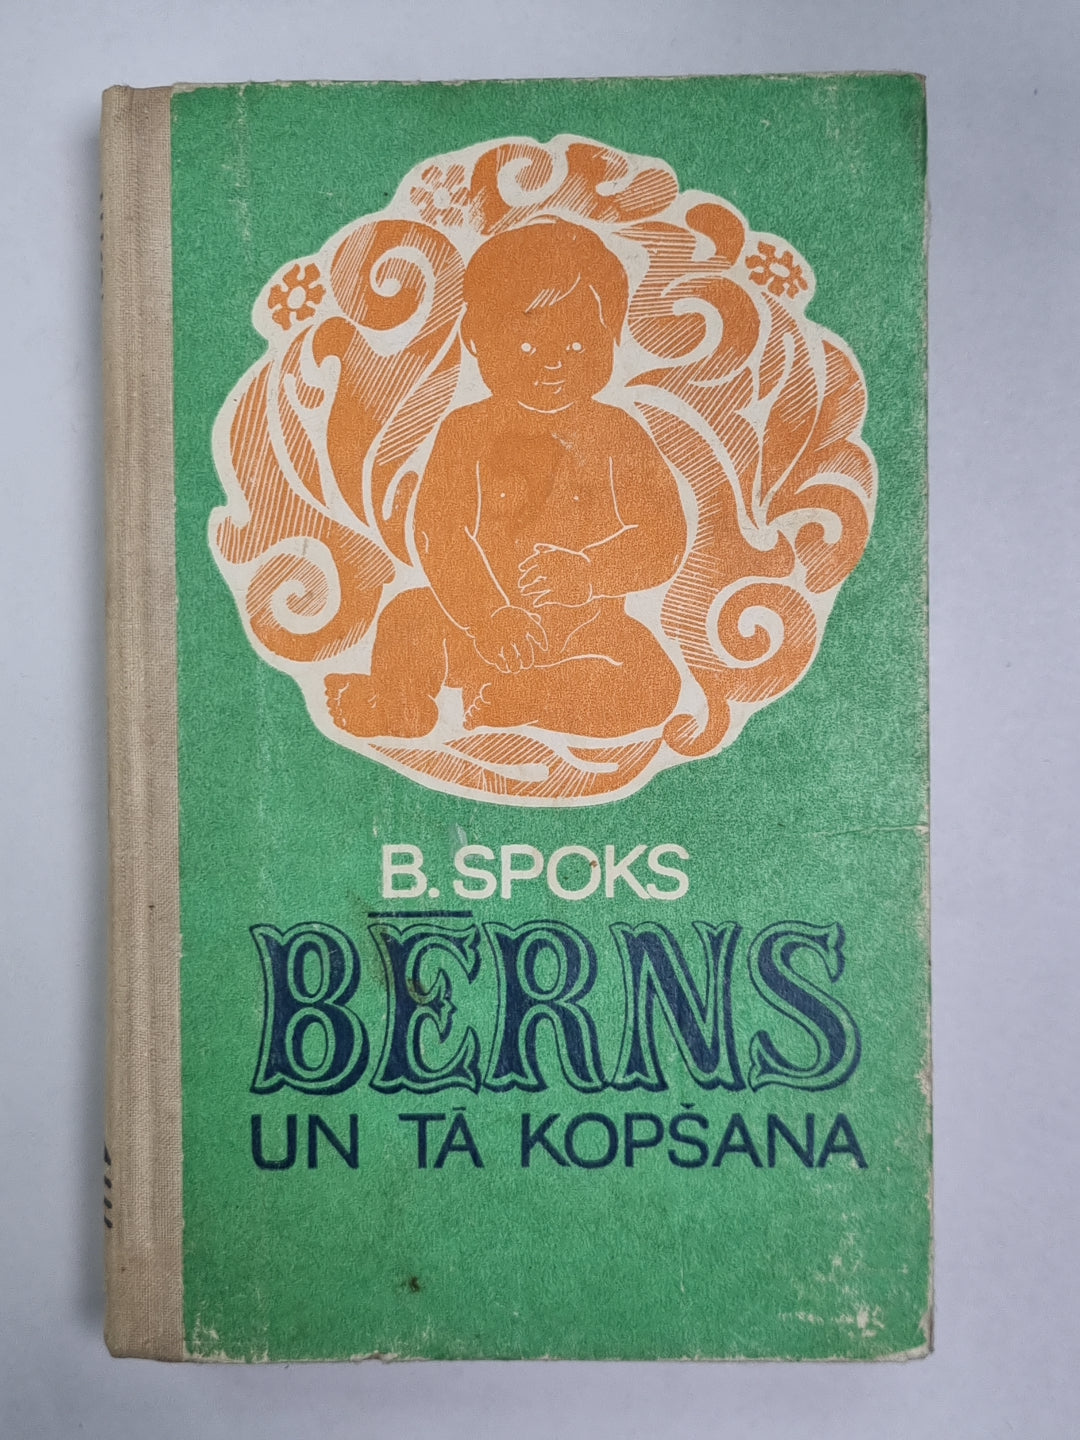 B. SPOKS
BĒRNS
UN TĀ KOPŠANA